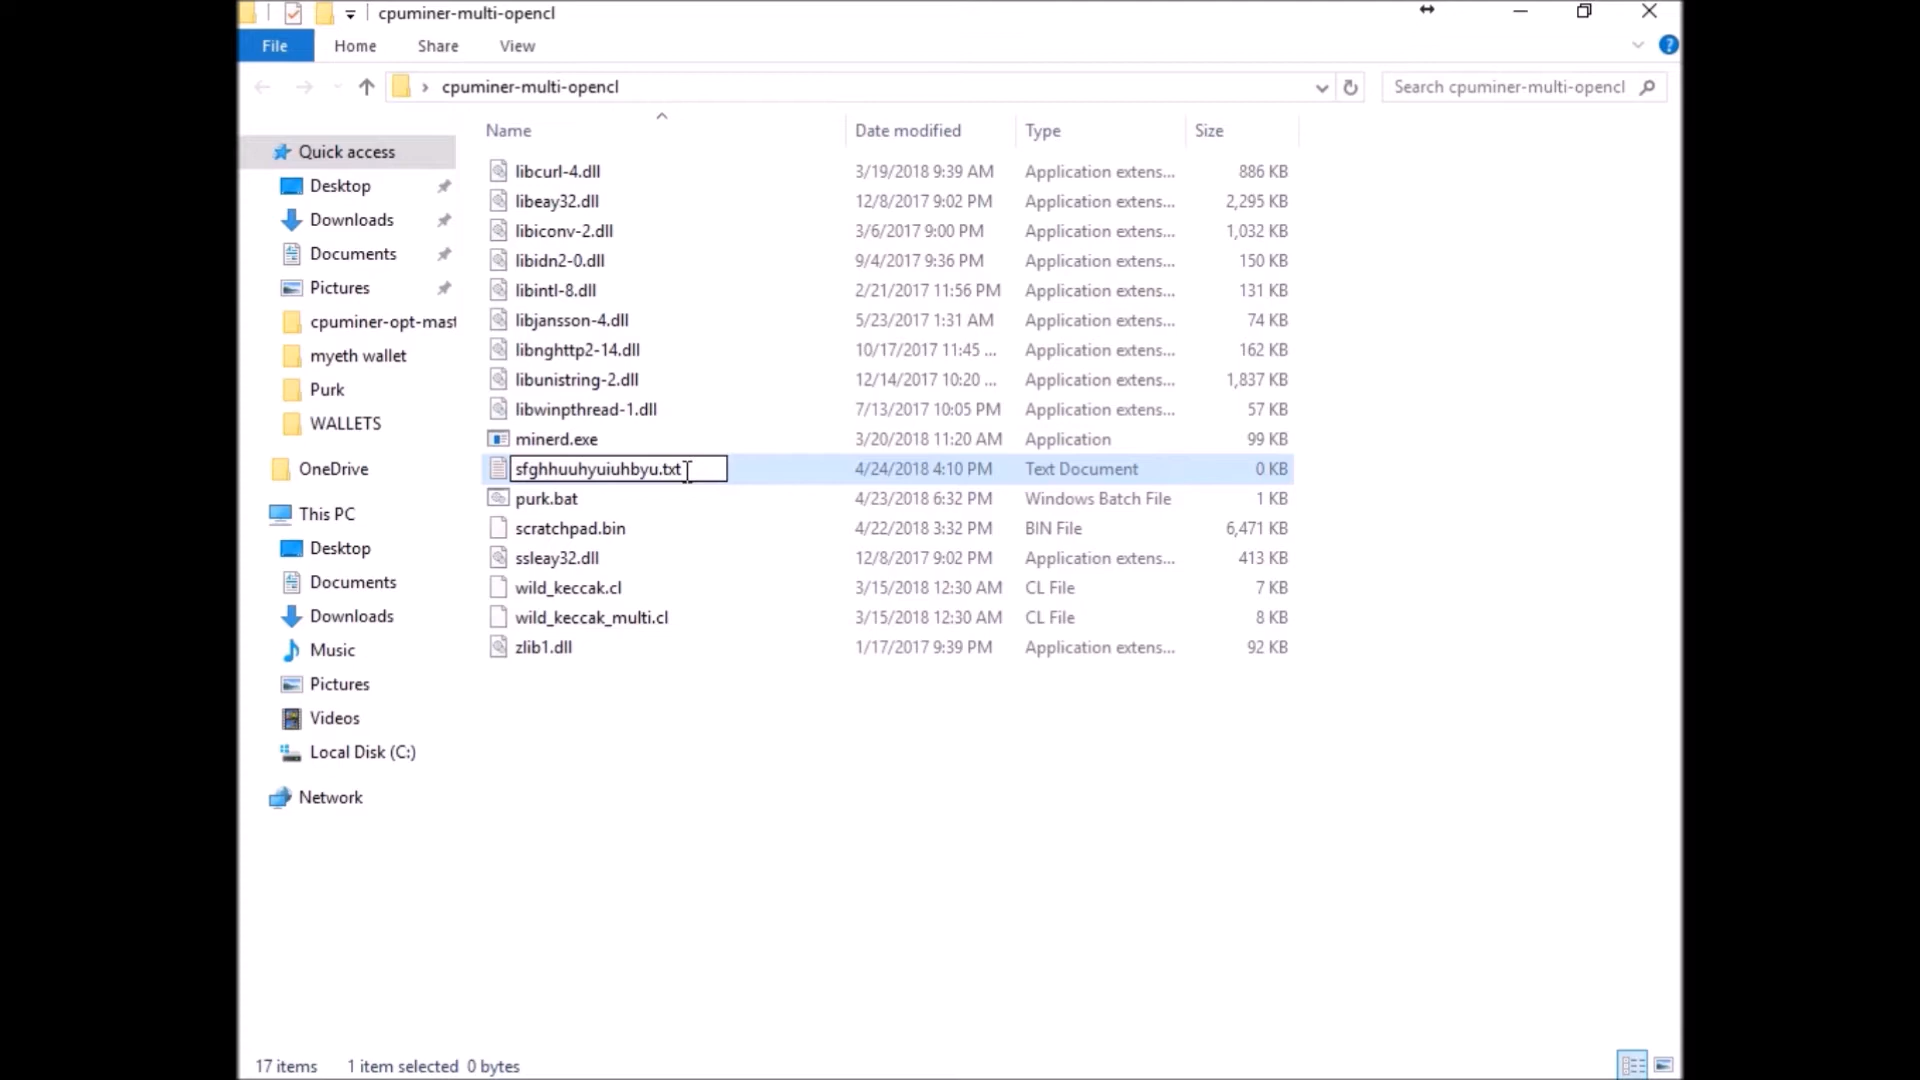 cpuminer-multi-opencl
File Home Share View
cpuminer-multi-opencl
Search cpuminer-multi-opencl
Name Date modified Type Size
Quick access
Desktop
Downloads
Documents
Pictures
cpuminer-opt-mast
myeth wallet
Purk
WALLETS
OneDrive
This PC
Desktop
Documents
Downloads
Music
Pictures
Videos
Local Disk (C:)
Network
libcurl-4.dll 3/19/2018 9:39 AM Application extens... 886 KB
libeay32.dll 12/8/2017 9:02 PM Application extens... 2,295 KB
libiconv-2.dll 3/6/2017 9:00 PM Application extens... 1,032 KB
libidn2-0.dll 9/4/2017 9:36 PM Application extens... 150 KB
libintl-8.dll 2/21/2017 11:56 PM Application extens... 131 KB
libjansson-4.dll 5/23/2017 1:31 AM Application extens... 74 KB
libnghttp2-14.dll 10/17/2017 11:45 ... Application extens... 162 KB
libunistring-2.dll 12/14/2017 10:20 ... Application extens... 1,837 KB
libwinpthread-1.dll 7/13/2017 10:05 PM Application extens... 57 KB
minerd.exe 3/20/2018 11:20 AM Application 99 KB
sfghhuuhyuiuhbyu.txt 4/24/2018 4:10 PM Text Document 0 KB
purk.bat 4/23/2018 6:32 PM Windows Batch File 1 KB
scratchpad.bin 4/22/2018 3:32 PM BIN File 6,471 KB
ssleay32.dll 12/8/2017 9:02 PM Application extens... 413 KB
wild_keccak.cl 3/15/2018 12:30 AM CL File 7 KB
wild_keccak_multi.cl 3/15/2018 12:30 AM CL File 8 KB
zlib1.dll 1/17/2017 9:39 PM Application extens... 92 KB
17 items 1 item selected 0 bytes